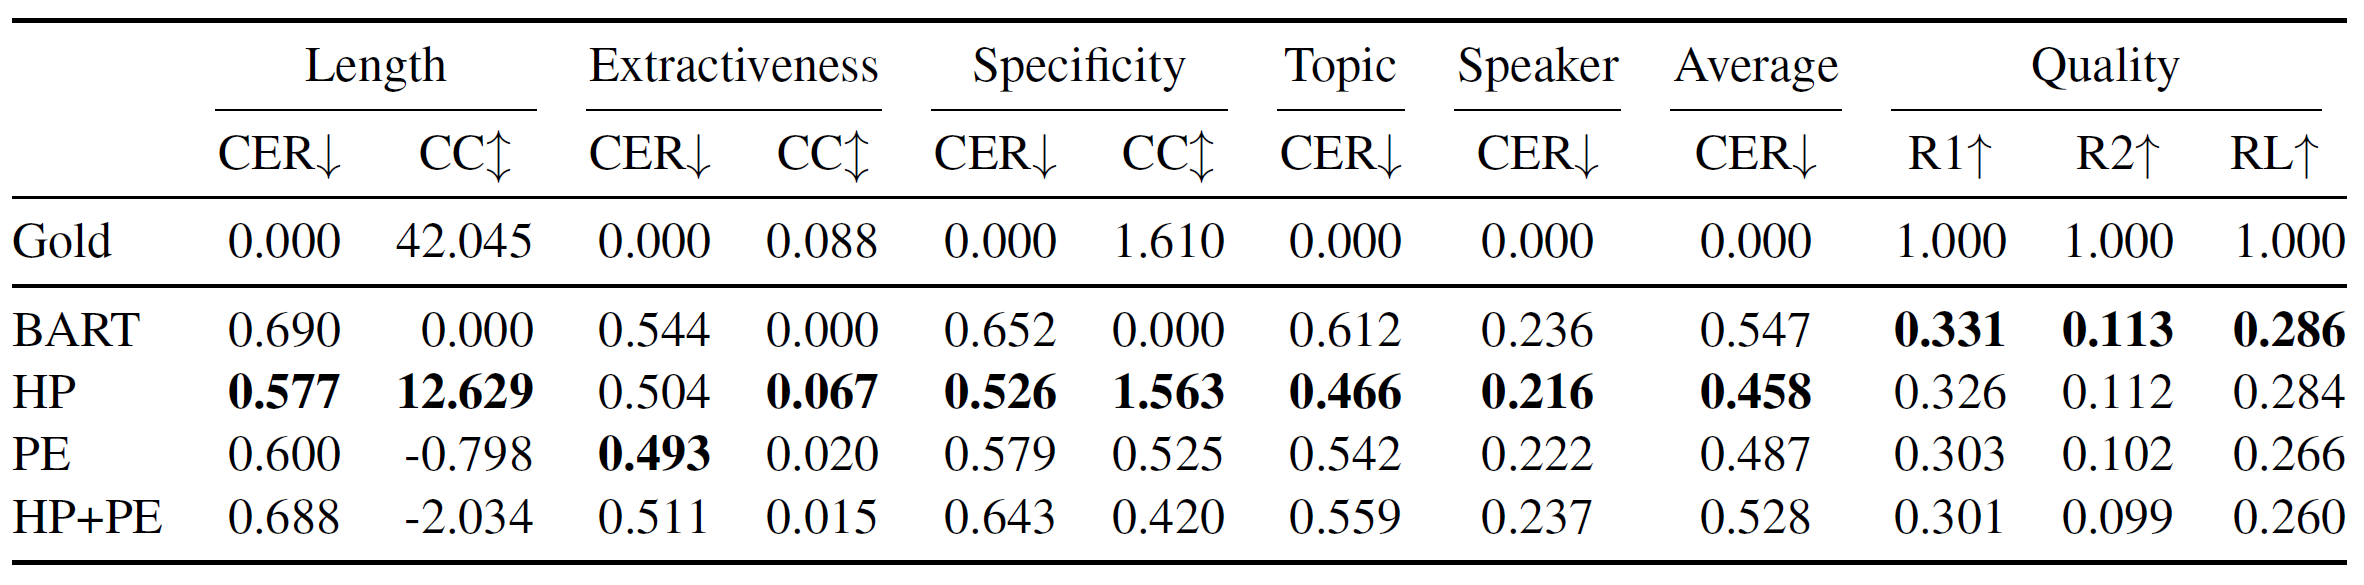 Length Extractiveness Specificity Topic Speaker Average Quality
CER↓ CC↕ CER↓ CC↕ CER↓ CC↕ CER↓ CER↓ CER↓ R1↑ R2↑ RL↑
Gold 0.000 42.045 0.000 0.088 0.000 1.610 0.000 0.000 0.000 1.000 1.000 1.000
BART 0.690 0.000 0.544 0.000 0.652 0.000 0.612 0.236 0.547 0.331 0.113 0.286
HP 0.577 12.629 0.504 0.067 0.526 1.563 0.466 0.216 0.458 0.326 0.112 0.284
PE 0.600 -0.798 0.493 0.020 0.579 0.525 0.542 0.222 0.487 0.303 0.102 0.266
HP+PE 0.688 -2.034 0.511 0.015 0.643 0.420 0.559 0.237 0.528 0.301 0.099 0.260